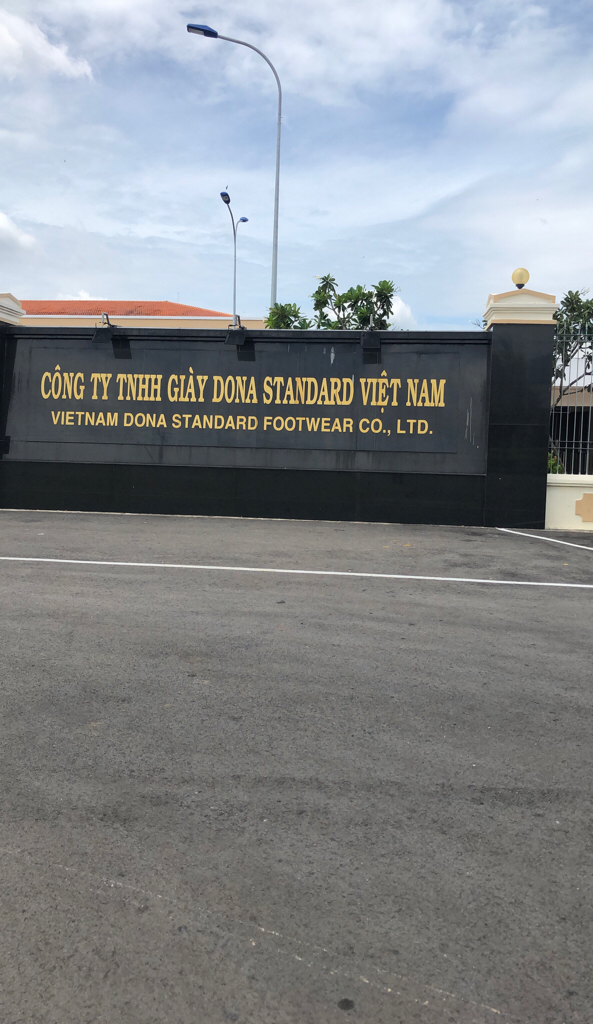 CÔNG TY TNHH GIÀY DONA STANDARD VIỆT NAM
VIETNAM DONA STANDARD FOOTWEAR CO., LTD.